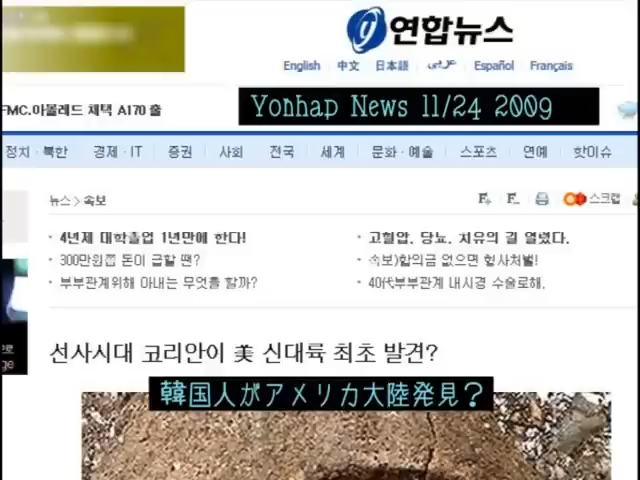 연합뉴스
English 中文 日本語 عربي Español Français
FMC.아몰레드 채택 A170 출
Yonhap News 11/24 2009
정치·북한 경제·IT 증권 사회 전국 세계 문화·예술 스포츠 연예 핫이슈
뉴스 > 속보
스크랩
4년제 대학졸업 1년만에 한다!
고혈압, 당뇨, 치유의 길 열렸다.
300만원쯤 돈이 급할 땐?
속보)합의금 없으면 형사처벌!
부부관계위해 아내는 무엇을 할까?
40代부부관계 내시경 수술로해,
선사시대 코리안이 美 신대륙 최초 발견?
韓国人がアメリカ大陸発見？